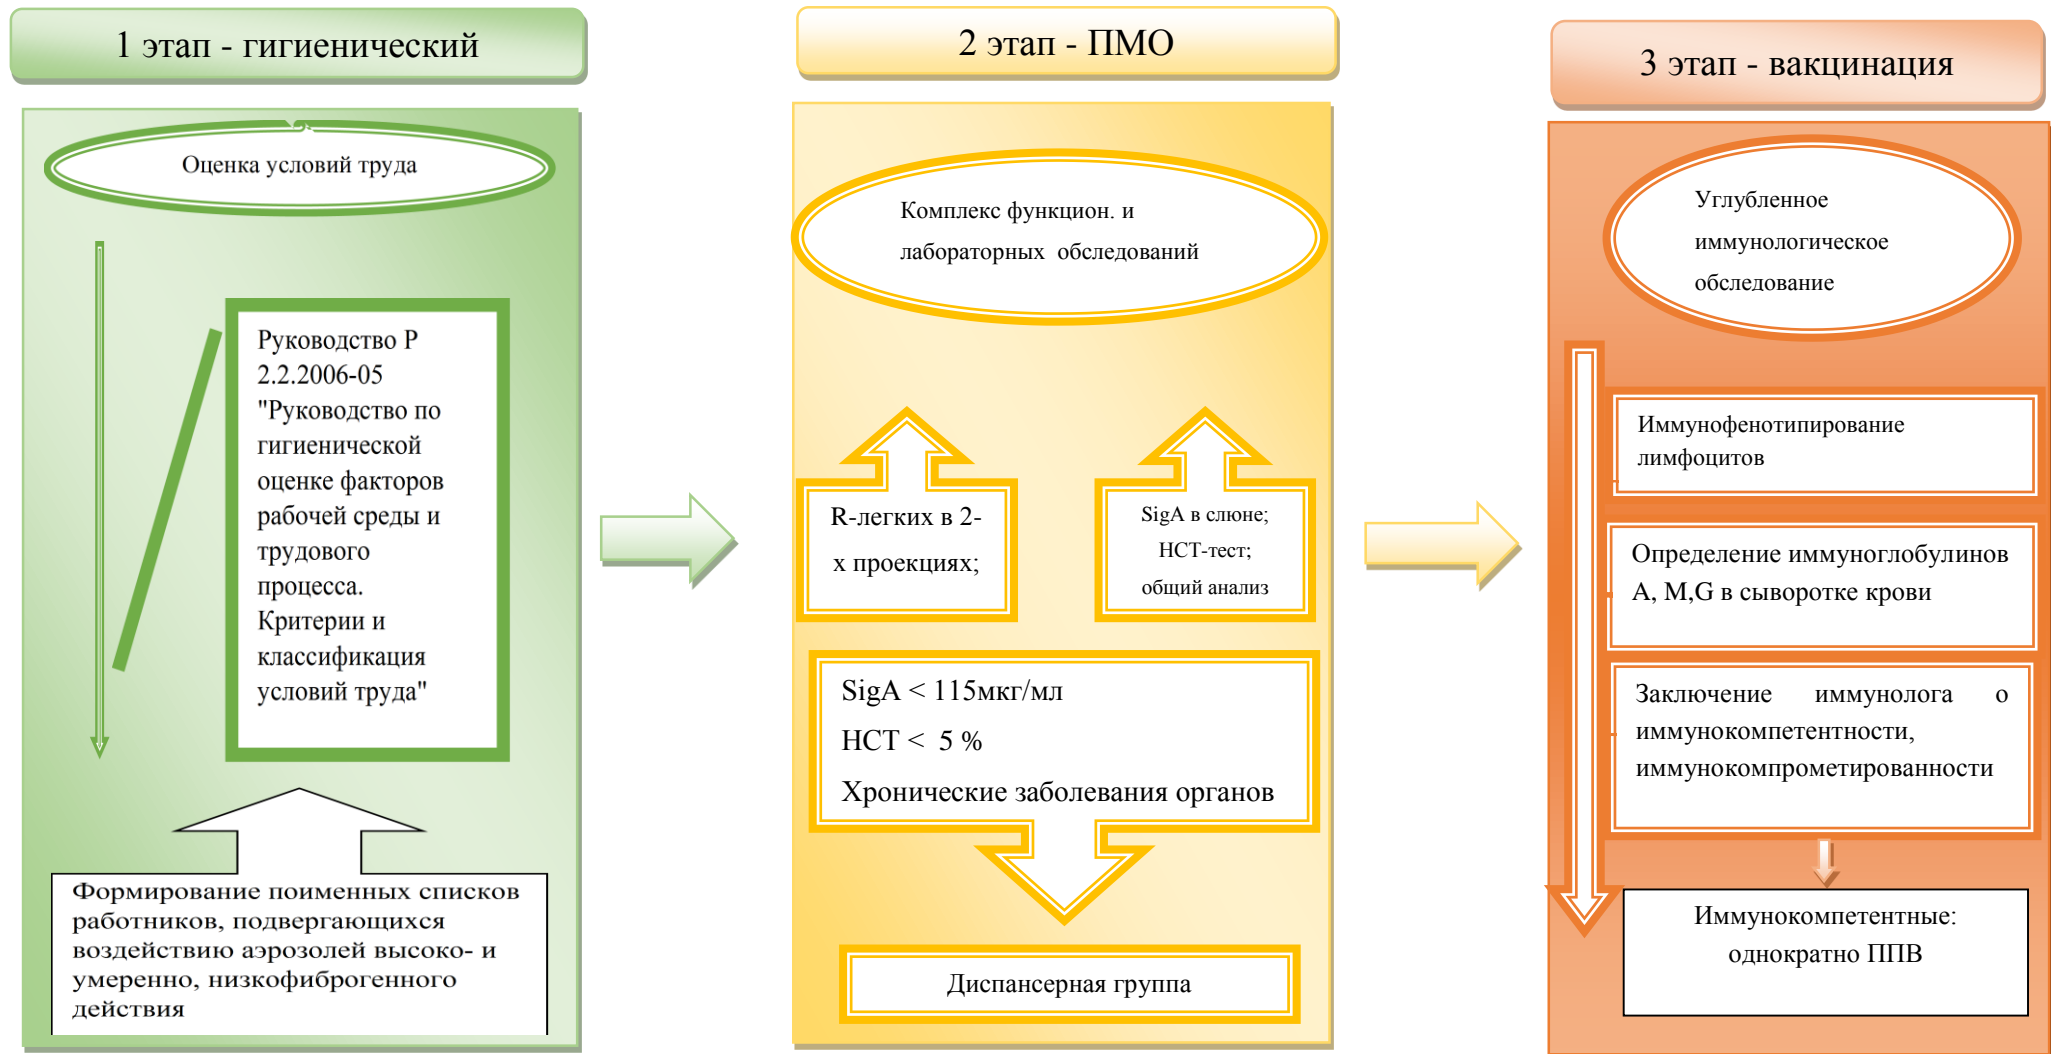 1 этап - гигиенический
Оценка условий труда
Руководство Р
2.2.2006-05
"Руководство по
гигиенической
оценке факторов
рабочей среды и
трудового
процесса.
Критерии и
классификация
условий труда"
Формирование поименных списков
работников, подвергающихся
воздействию аэрозолей высоко- и
умеренно, низкофиброгенного
действия
2 этап - ПМО
Комплекс функцион. и
лабораторных обследований
R-легких в 2-
х проекциях;
SigA в слюне;
НСТ-тест;
общий анализ
SigA < 115мкг/мл
НСТ < 5 %
Хронические заболевания органов
Диспансерная группа
3 этап - вакцинация
Углубленное
иммунологическое
обследование
Иммунофенотипирование
лимфоцитов
Определение иммуноглобулинов
А, М,G в сыворотке крови
Заключение иммунолога о
иммунокомпетентности,
иммунокомпрометированности
Иммунокомпетентные:
однократно ППВ